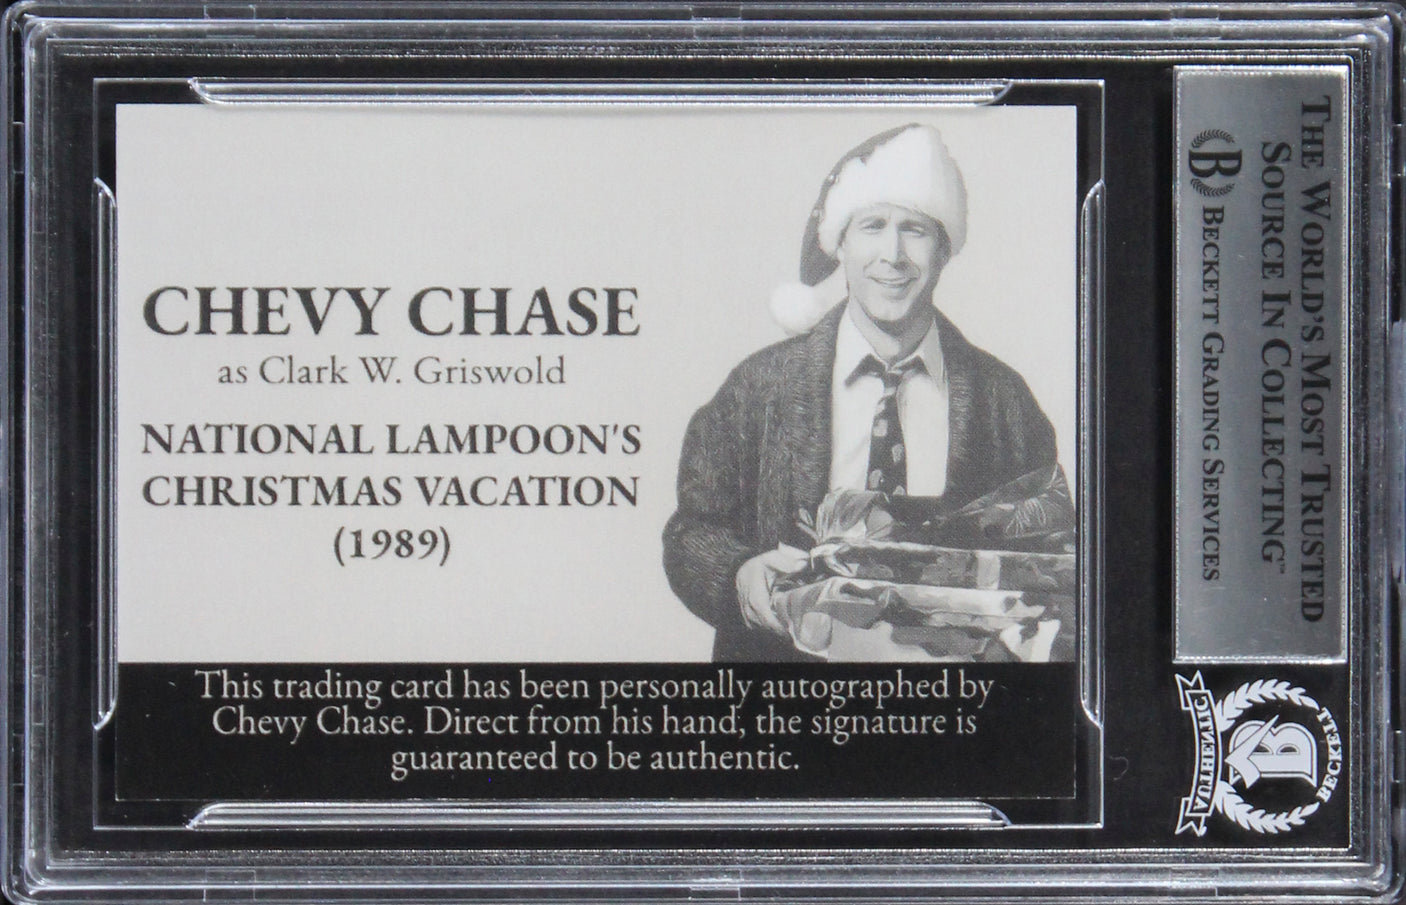 CHEVY CHASE
as Clark W. Griswold
NATIONAL LAMPOON'S
CHRISTMAS VACATION
(1989)
This trading card has been personally autographed by
Chevy Chase. Direct from his hand, the signature is
guaranteed to be authentic.
THE WORLD'S MOST TRUSTED
SOURCE IN COLLECTING™
B BECKETT GRADING SERVICES
AUTHENTIC
B
BECKETT